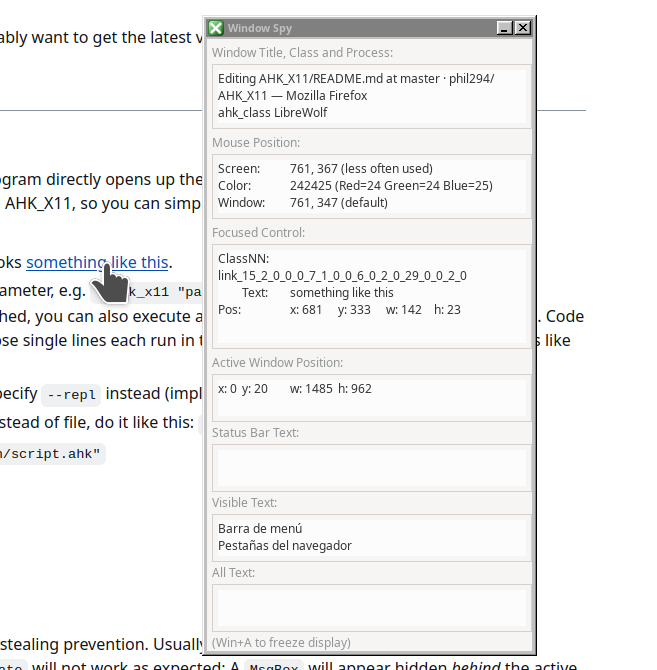 ably want to get the latest v
ogram directly opens up the
AHK_X11, so you can simp
oks something like this.
ameter, e.g. k_x11 "pa
hed, you can also execute a . Code
ose single lines each run in t s like
pecify --repl instead (impl
stead of file, do it like this:
n/script.ahk"
stealing prevention. Usually
will not work as expected: A MsgBox will appear hidden behind the active
Window Spy
Window Title, Class and Process:
Editing AHK_X11/README.md at master · phil294/
AHK_X11 — Mozilla Firefox
ahk_class LibreWolf
Mouse Position:
Screen: 761, 367 (less often used)
Color: 242425 (Red=24 Green=24 Blue=25)
Window: 761, 347 (default)
Focused Control:
ClassNN:
link_15_2_0_0_0_7_1_0_0_6_0_2_0_29_0_0_2_0
Text: something like this
Pos: x: 681 y: 333 w: 142 h: 23
Active Window Position:
x: 0 y: 20 w: 1485 h: 962
Status Bar Text:
Visible Text:
Barra de menú
Pestañas del navegador
All Text:
(Win+A to freeze display)